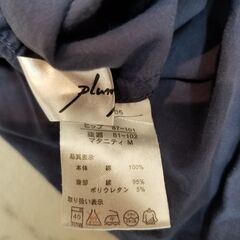 plum
ヒップ 87-101
腹囲 81-102
マタニティ M
品質表示
本体 綿 100%
腹部 綿 95%
ポリウレタン 5%
取り扱い表示
40